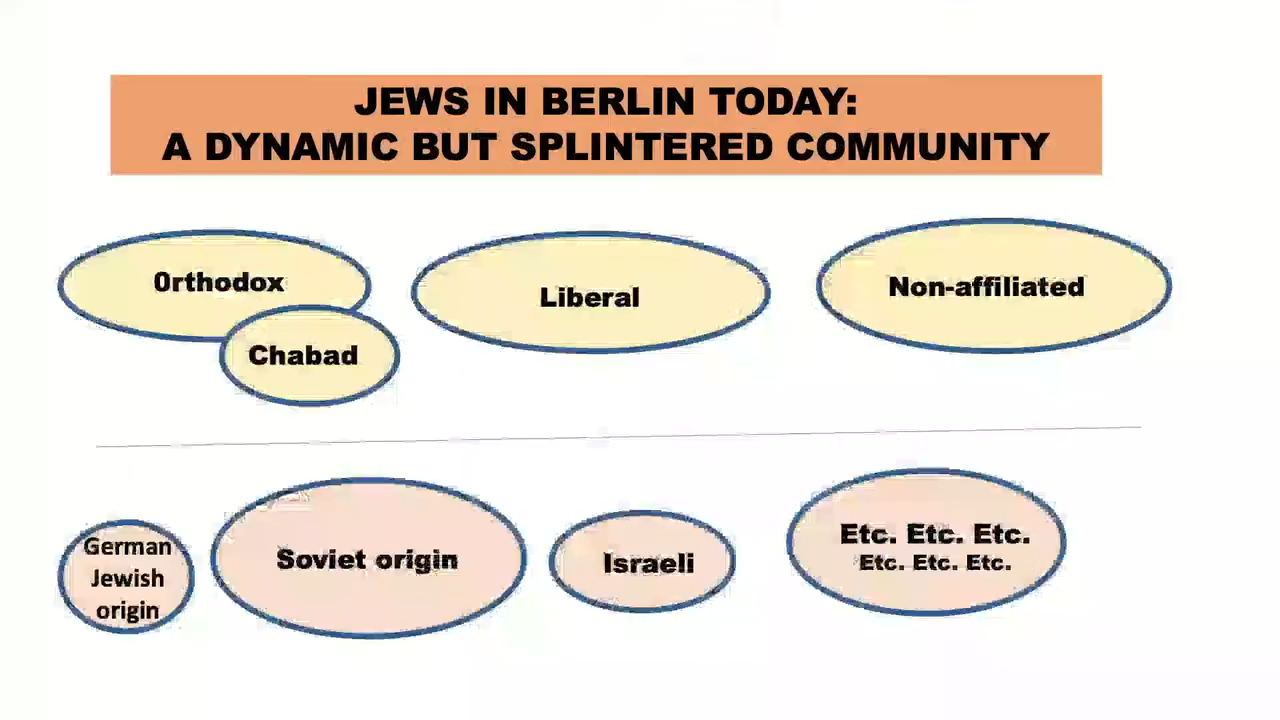 JEWS IN BERLIN TODAY:
A DYNAMIC BUT SPLINTERED COMMUNITY
0rthodox
Liberal
Non-affiliated
Chabad
German
Jewish
origin
Soviet origin
Israeli
Etc. Etc. Etc.
Etc. Etc. Etc.